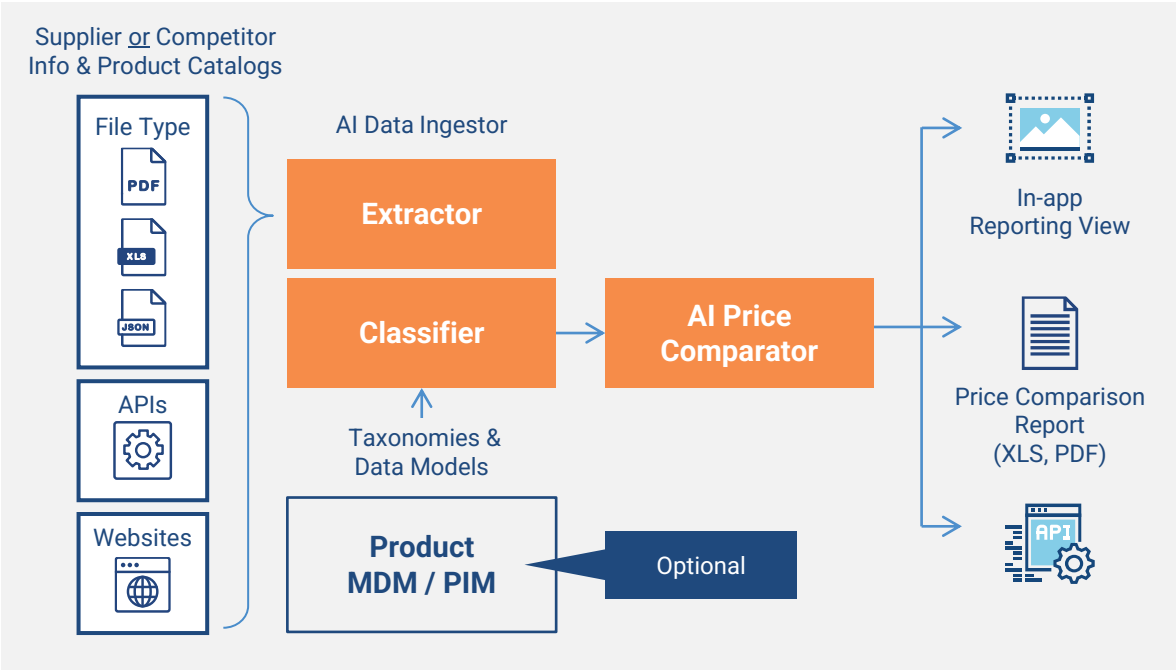 Supplier or Competitor
Info & Product Catalogs
File Type
PDF
XLS
JSON
APIs
Websites
AI Data Ingestor
Extractor
Classifier
Taxonomies &
Data Models
Product
MDM / PIM
Optional
AI Price
Comparator
In-app
Reporting View
Price Comparison
Report
(XLS, PDF)
API